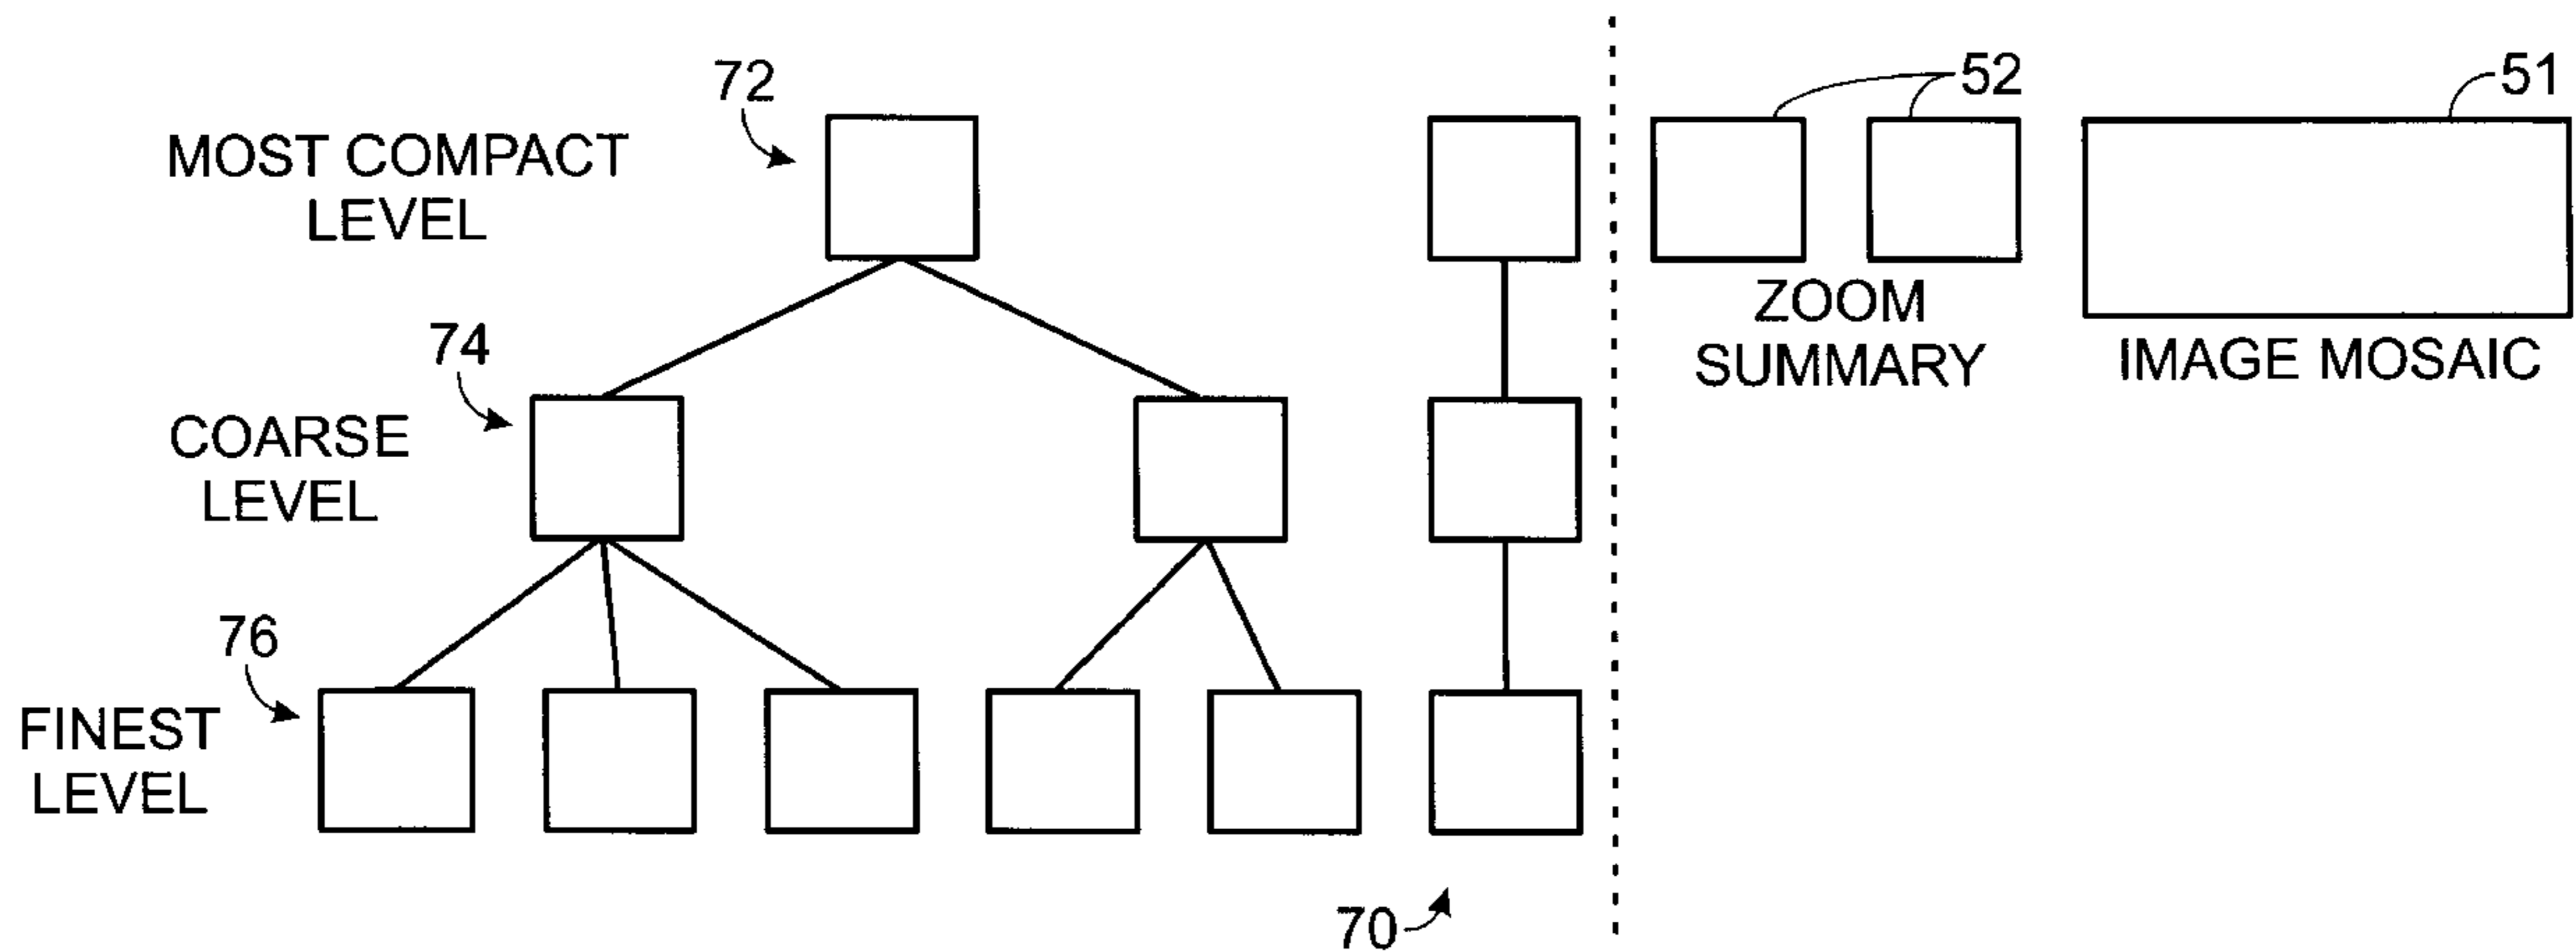 72
52
51
MOST COMPACT
LEVEL
ZOOM
SUMMARY
IMAGE MOSAIC
74
COARSE
LEVEL
76
FINEST
LEVEL
70